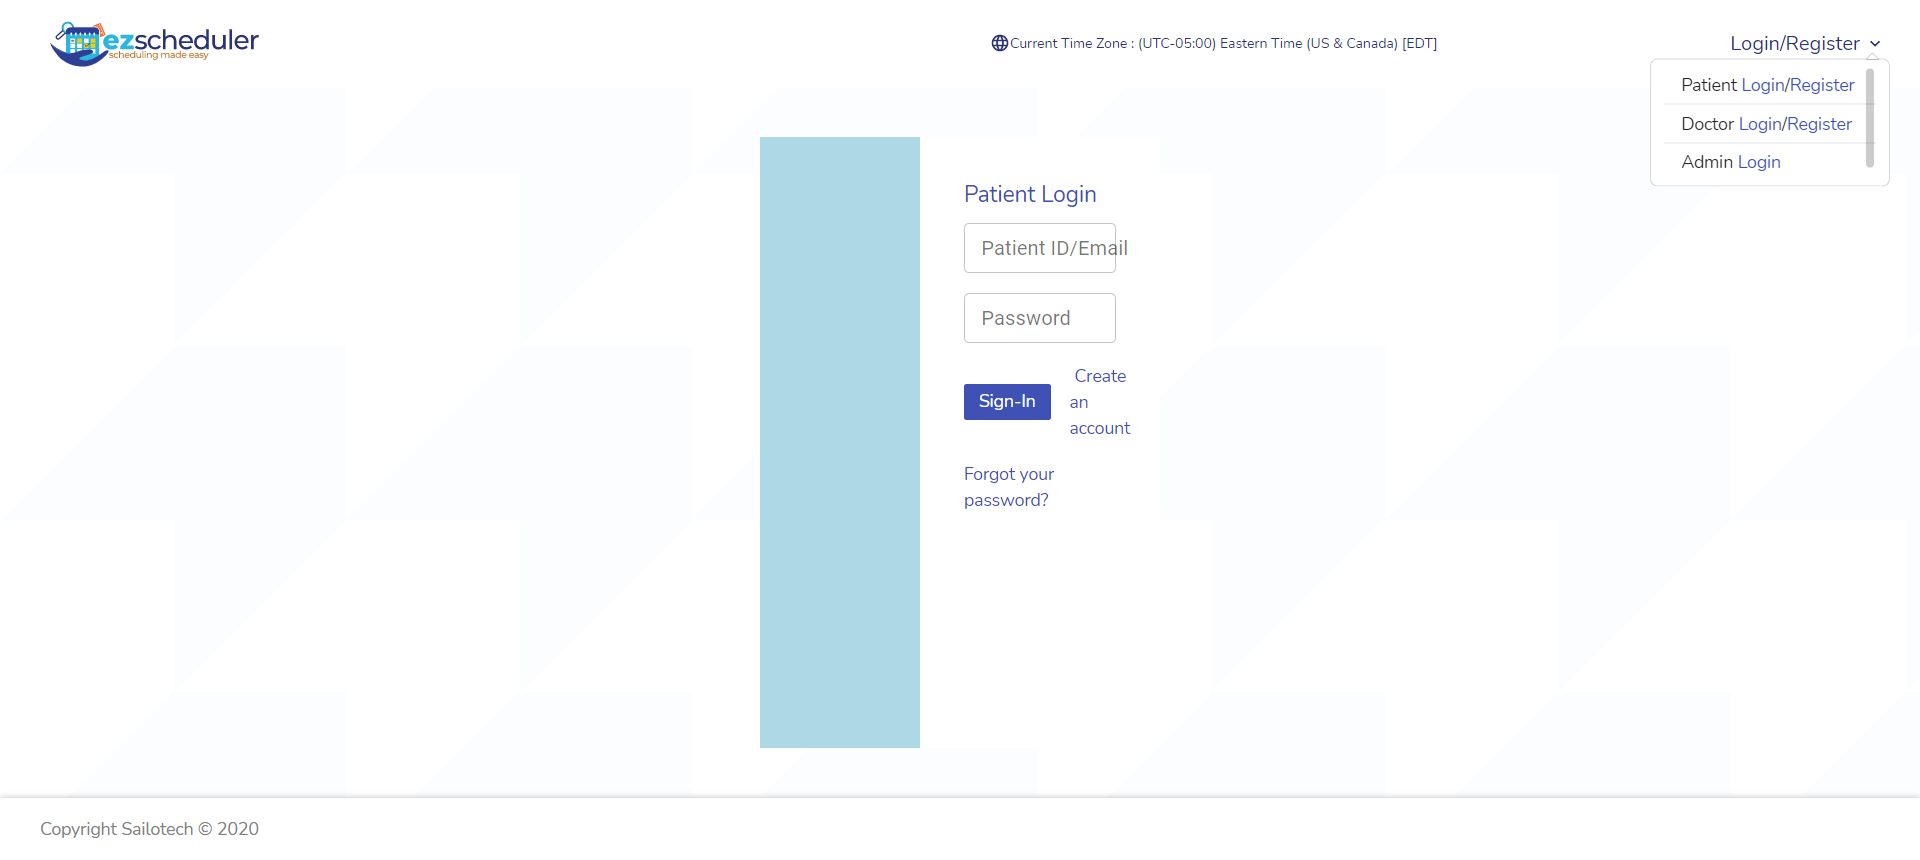 ezscheduler
scheduling made easy
Current Time Zone : (UTC-05:00) Eastern Time (US & Canada) [EDT]
Login/Register
Patient Login/Register
Doctor Login/Register
Admin Login
Patient Login
Patient ID/Email
Password
Sign-In
Create
an
account
Forgot your
password?
Copyright Sailotech © 2020